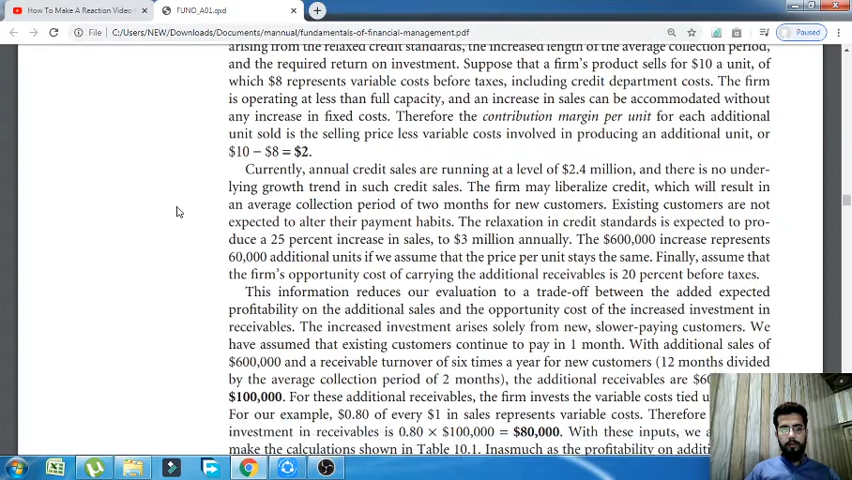 How To Make A Reaction Video
FUNO_A01.qxd
File
C:/Users/NEW/Downloads/Documents/mannual/fundamentals-of-financial-management.pdf
Paused
arising from the relaxed credit standards, the increased length of the average collection period,
and the required return on investment. Suppose that a firm's product sells for $10 a unit, of
which $8 represents variable costs before taxes, including credit department costs. The firm
is operating at less than full capacity, and an increase in sales can be accommodated without
any increase in fixed costs. Therefore the contribution margin per unit for each additional
unit sold is the selling price less variable costs involved in producing an additional unit, or
$10 − $8 = $2.
Currently, annual credit sales are running at a level of $2.4 million, and there is no under-
lying growth trend in such credit sales. The firm may liberalize credit, which will result in
an average collection period of two months for new customers. Existing customers are not
expected to alter their payment habits. The relaxation in credit standards is expected to pro-
duce a 25 percent increase in sales, to $3 million annually. The $600,000 increase represents
60,000 additional units if we assume that the price per unit stays the same. Finally, assume that
the firm's opportunity cost of carrying the additional receivables is 20 percent before taxes.
This information reduces our evaluation to a trade-off between the added expected
profitability on the additional sales and the opportunity cost of the increased investment in
receivables. The increased investment arises solely from new, slower-paying customers. We
have assumed that existing customers continue to pay in 1 month. With additional sales of
$600,000 and a receivable turnover of six times a year for new customers (12 months divided
by the average collection period of 2 months), the additional receivables are
$100,000. For these additional receivables, the firm invests the variable costs tied
For our example, $0.80 of every $1 in sales represents variable costs. Therefore
investment in receivables is 0.80 × $100,000 = $80,000. With these inputs, we
make the calculations shown in Table 10.1. Inasmuch as the profitability on